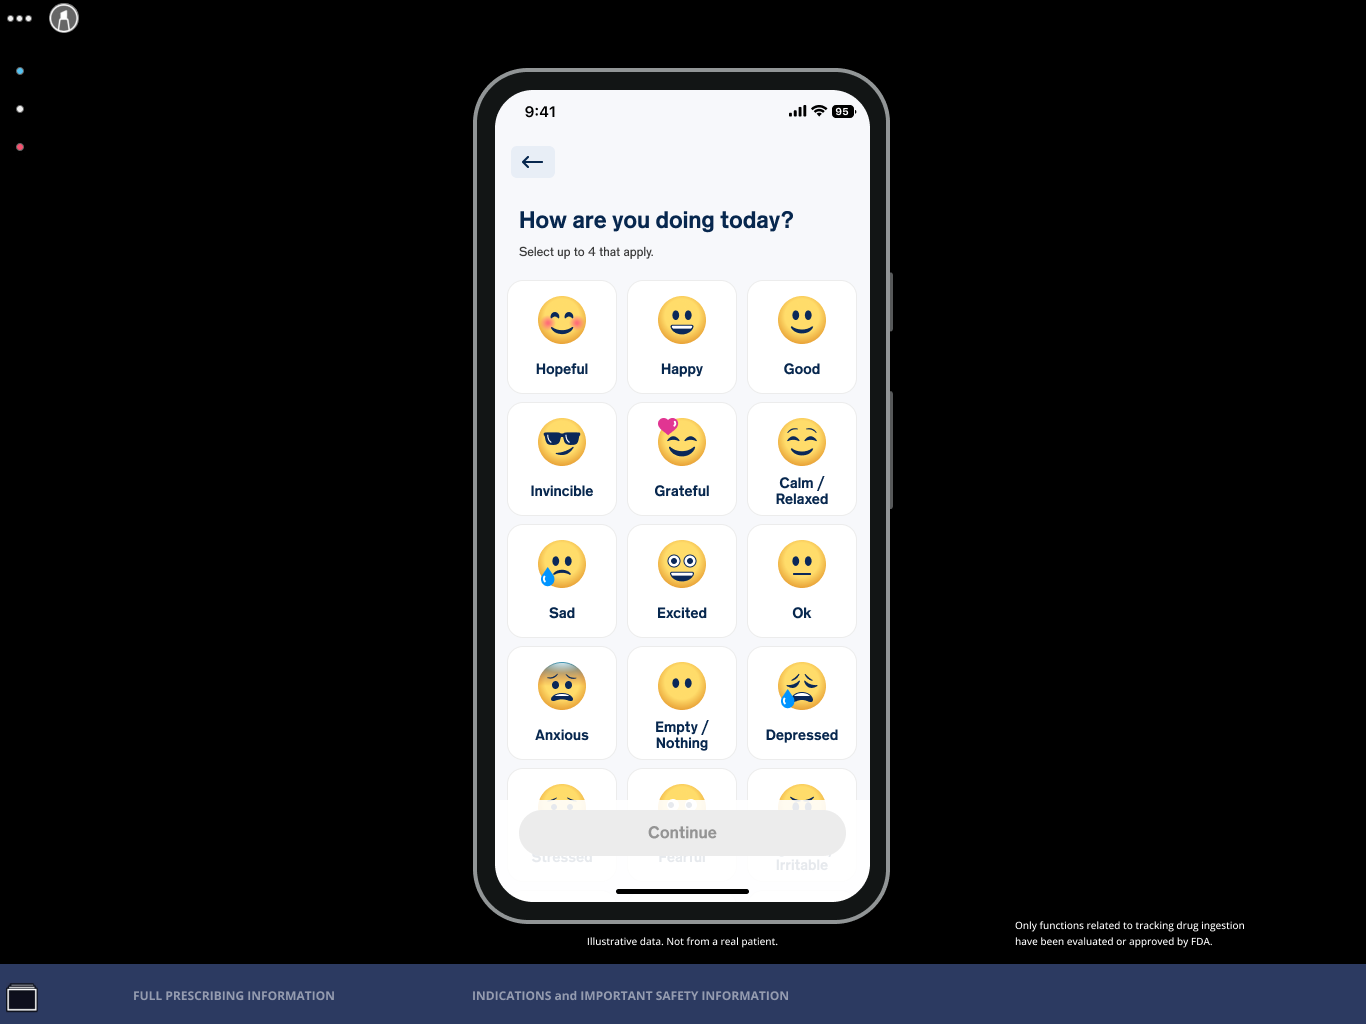 9:41
95
How are you doing today?
Select up to 4 that apply.
Hopeful
Happy
Good
Invincible
Grateful
Calm /
Relaxed
Sad
Excited
Ok
Anxious
Empty /
Nothing
Depressed
Continue
Stressed
Fearful
Irritable
Only functions related to tracking drug ingestion
have been evaluated or approved by FDA.
Illustrative data. Not from a real patient.
FULL PRESCRIBING INFORMATION
INDICATIONS and IMPORTANT SAFETY INFORMATION